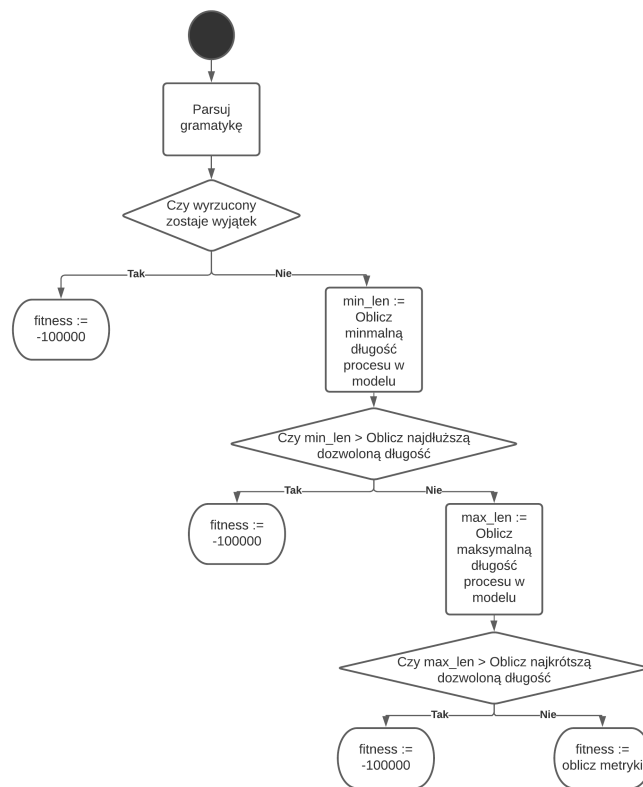 Parsuj
gramatykę
Czy wyrzucony
zostaje wyjątek
Tak
Nie
fitness :=
-100000
min_len :=
Oblicz
minmalną
długość
procesu w
modelu
Czy min_len > Oblicz najdłuższą
dozwoloną długość
Tak
Nie
fitness :=
-100000
max_len :=
Oblicz
maksymalną
długość
procesu w
modelu
Czy max_len > Oblicz najkrótszą
dozwoloną długość
Tak
Nie
fitness :=
-100000
fitness :=
oblicz metryki